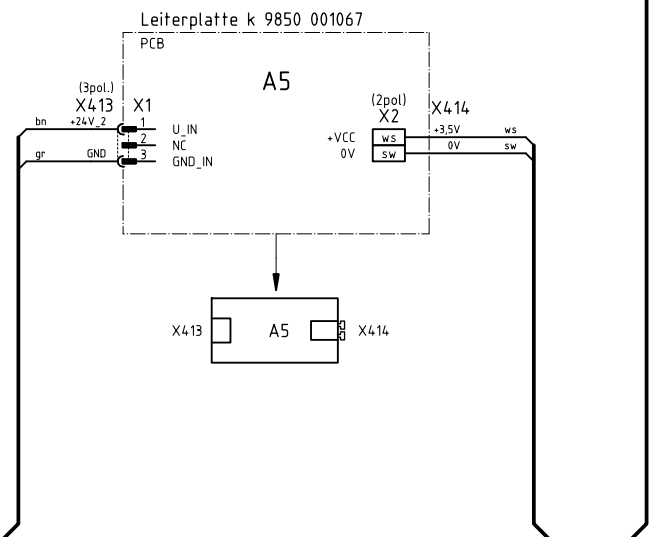 Leiterplatte k 9850 001067
PCB
A5
(3pol.)
X413 X1
(2pol)
X2 X414
bn +24V_2 1 U_IN
2 NC
gr GND 3 GND_IN
+VCC ws +3,5V ws
0V sw 0V sw
X413 A5 X414